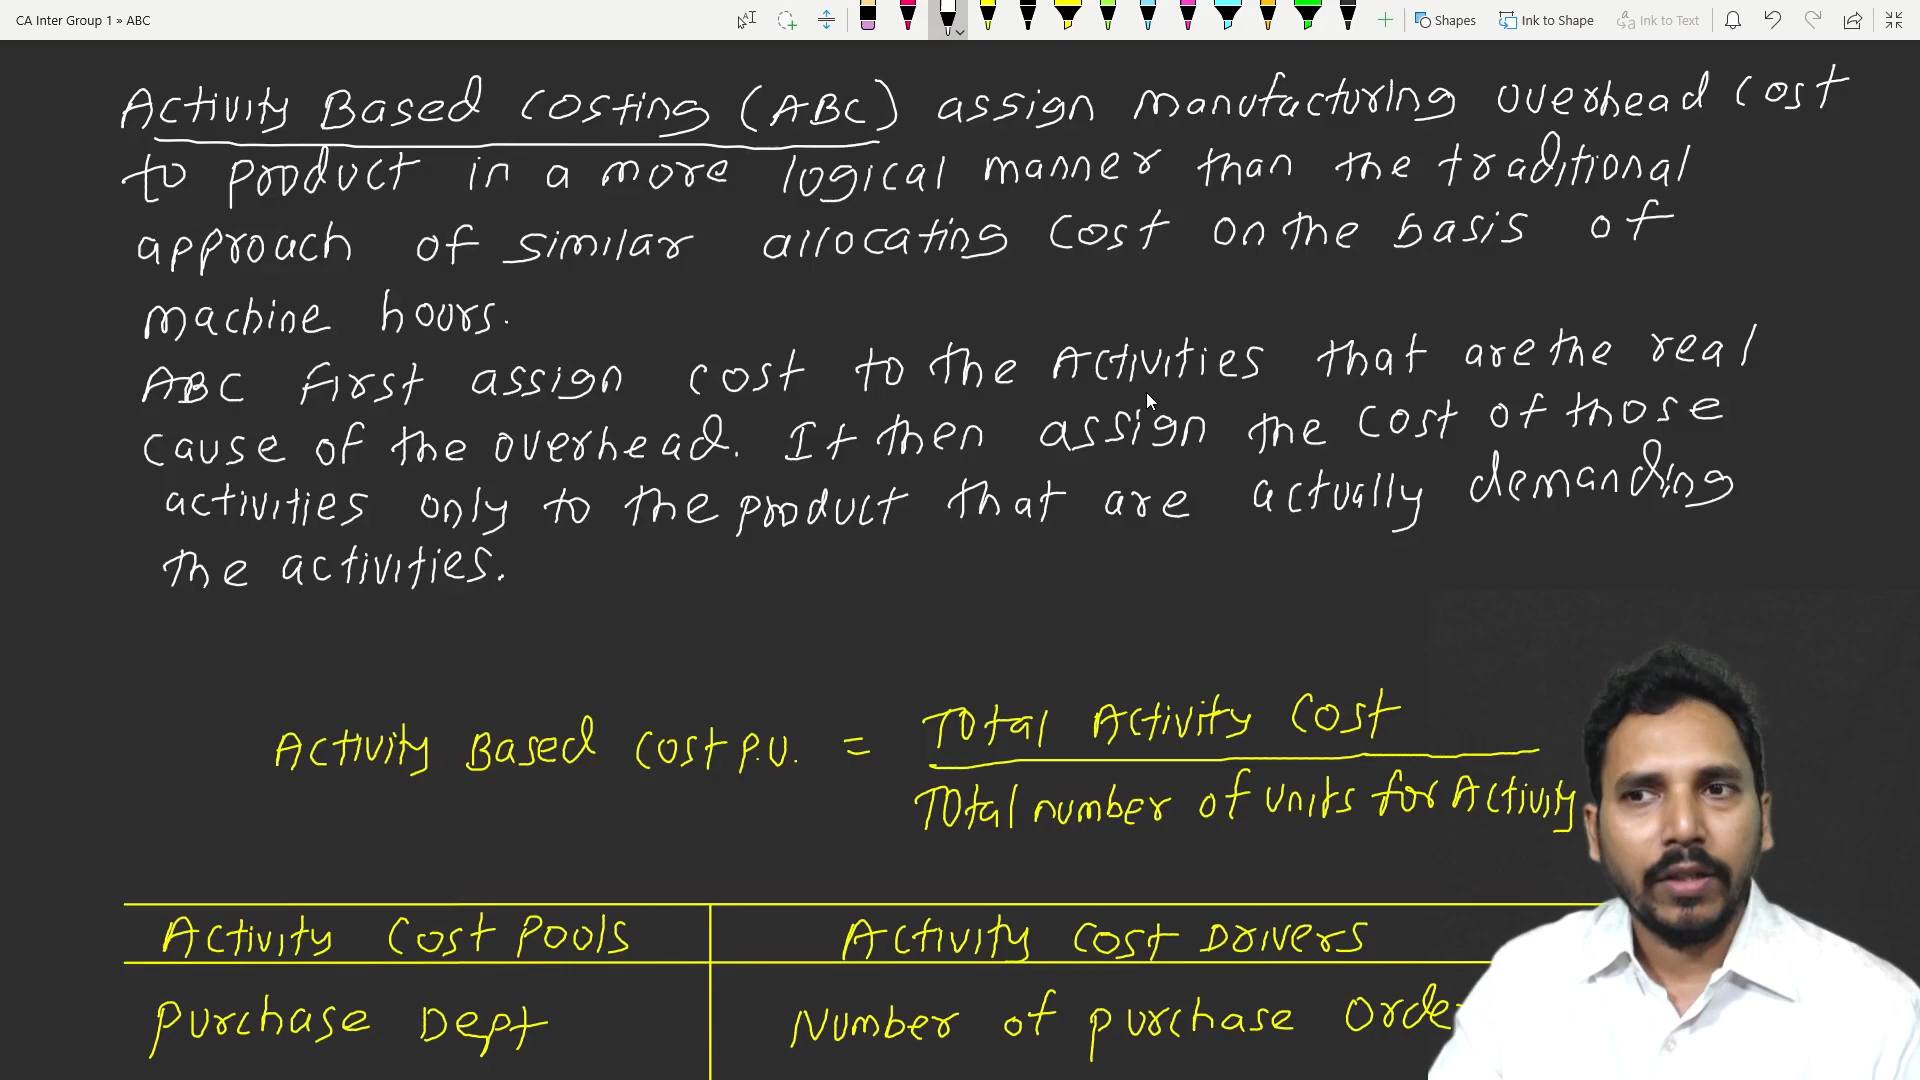 CA Inter Group 1 » ABC
Shapes Ink to Shape Ink to Text
Activity Based Costing (ABC) assign manufacturing overhead cost
to product in a more logical manner than the traditional
approach of similar allocating cost on the basis of
machine hours.
ABC first assign cost to the Activities that are the real
cause of the overhead. It then assign the cost of those
activities only to the product that are actually demanding
the activities.
Activity Based Cost P.U. = Total Activity Cost
Total number of units for Activity
Activity Cost Pools Activity Cost Drivers
Purchase Dept Number of purchase Orde